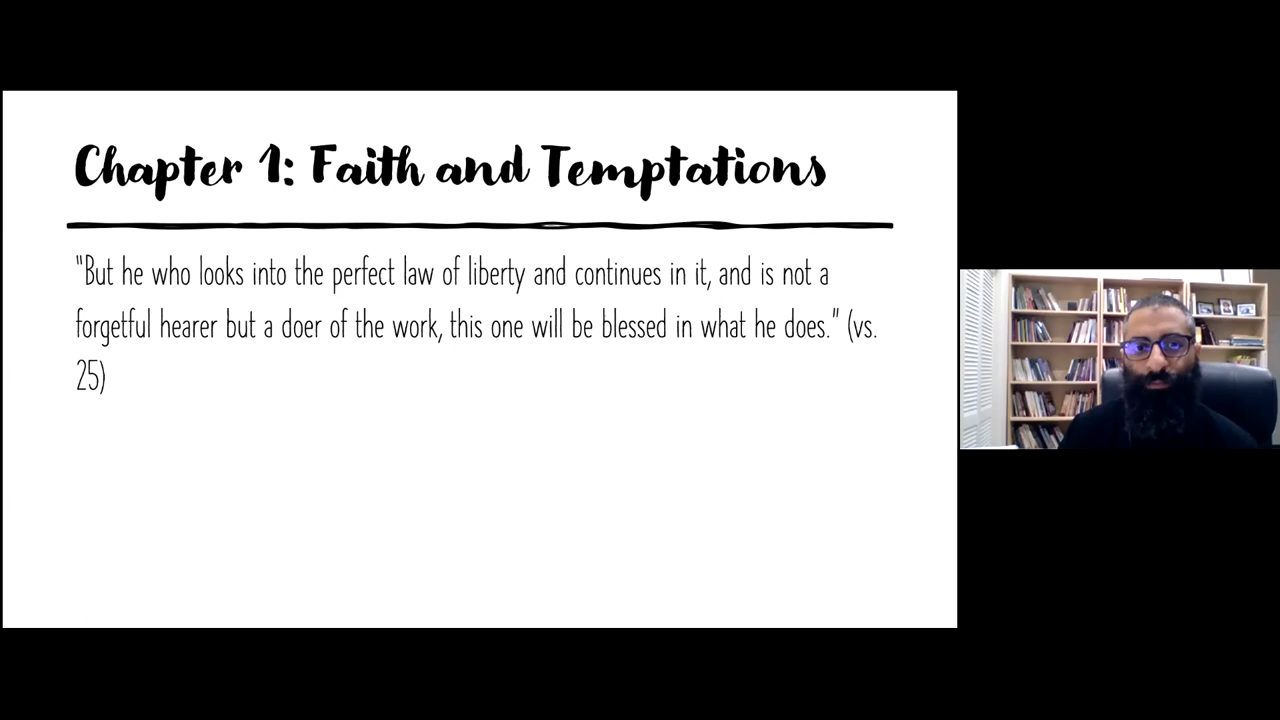 Chapter 1: Faith and Temptations
"But he who looks into the perfect law of liberty and continues in it, and is not a
forgetful hearer but a doer of the work, this one will be blessed in what he does." (vs.
25)